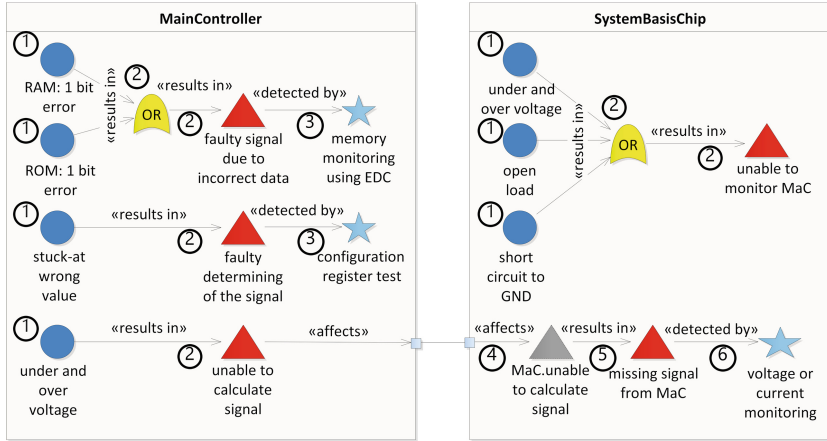 MainController
1
RAM: 1 bit
error
«results in»
2
OR
«results in»
2
faulty signal
due to
incorrect data
«detected by»
3
memory
monitoring
using EDC
1
ROM: 1 bit
error
1
stuck-at
wrong
value
«results in»
2
faulty
determining
of the signal
«detected by»
3
configuration
register test
1
under and
over
voltage
«results in»
2
unable to
calculate
signal
«affects»
SystemBasisChip
1
under and
over voltage
1
open
load
1
short
circuit to
GND
«results in»
2
OR
«results in»
2
unable to
monitor MaC
«affects»
4
MaC.unable
to calculate
signal
«results in»
5
missing signal
from MaC
«detected by»
6
voltage or
current
monitoring